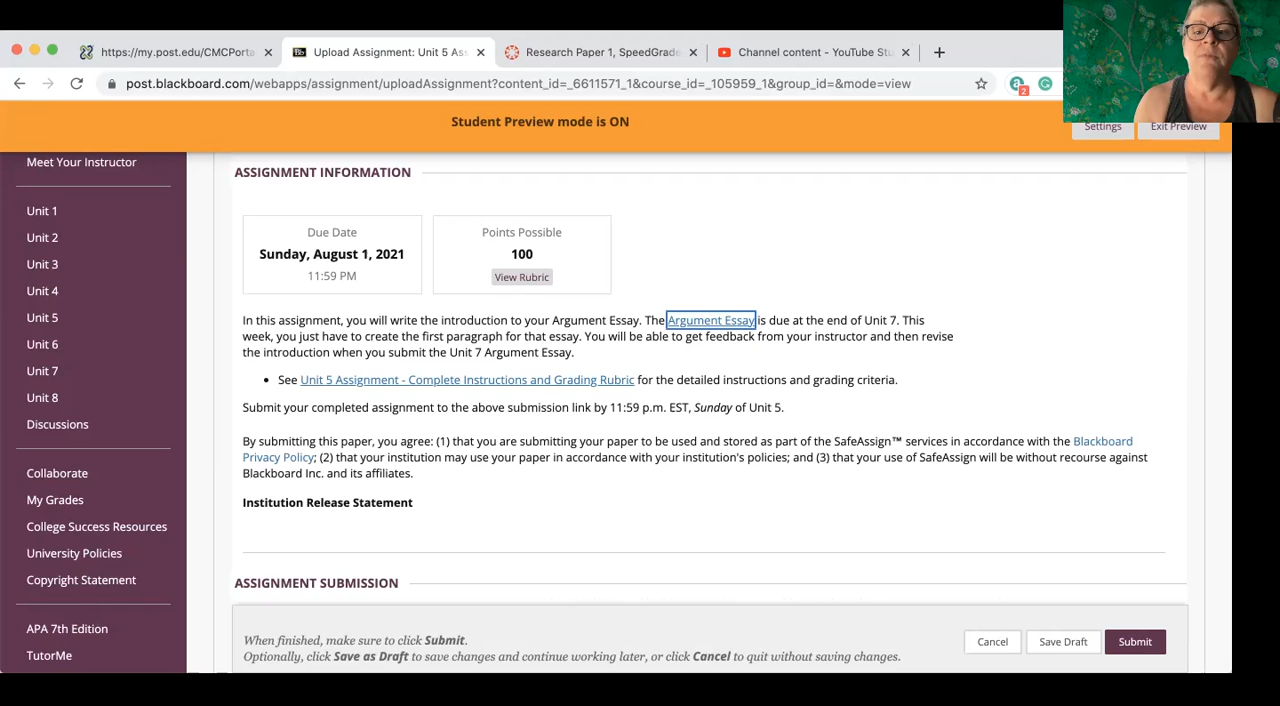 https://my.post.edu/CMCPorta
Upload Assignment: Unit 5 Ass
Research Paper 1, SpeedGrade
Channel content - YouTube Stu
post.blackboard.com/webapps/assignment/uploadAssignment?content_id=_6611571_1&course_id=_105959_1&group_id=&mode=view
2
Student Preview mode is ON
Settings
Exit Preview
Meet Your Instructor
Unit 1
Unit 2
Unit 3
Unit 4
Unit 5
Unit 6
Unit 7
Unit 8
Discussions
Collaborate
My Grades
College Success Resources
University Policies
Copyright Statement
APA 7th Edition
TutorMe
ASSIGNMENT INFORMATION
Due Date
Sunday, August 1, 2021
11:59 PM
Points Possible
100
View Rubric
In this assignment, you will write the introduction to your Argument Essay. The Argument Essay is due at the end of Unit 7. This
week, you just have to create the first paragraph for that essay. You will be able to get feedback from your instructor and then revise
the introduction when you submit the Unit 7 Argument Essay.
• See Unit 5 Assignment - Complete Instructions and Grading Rubric for the detailed instructions and grading criteria.
Submit your completed assignment to the above submission link by 11:59 p.m. EST, Sunday of Unit 5.
By submitting this paper, you agree: (1) that you are submitting your paper to be used and stored as part of the SafeAssign™ services in accordance with the Blackboard
Privacy Policy; (2) that your institution may use your paper in accordance with your institution's policies; and (3) that your use of SafeAssign will be without recourse against
Blackboard Inc. and its affiliates.
Institution Release Statement
ASSIGNMENT SUBMISSION
When finished, make sure to click Submit.
Optionally, click Save as Draft to save changes and continue working later, or click Cancel to quit without saving changes.
Cancel
Save Draft
Submit